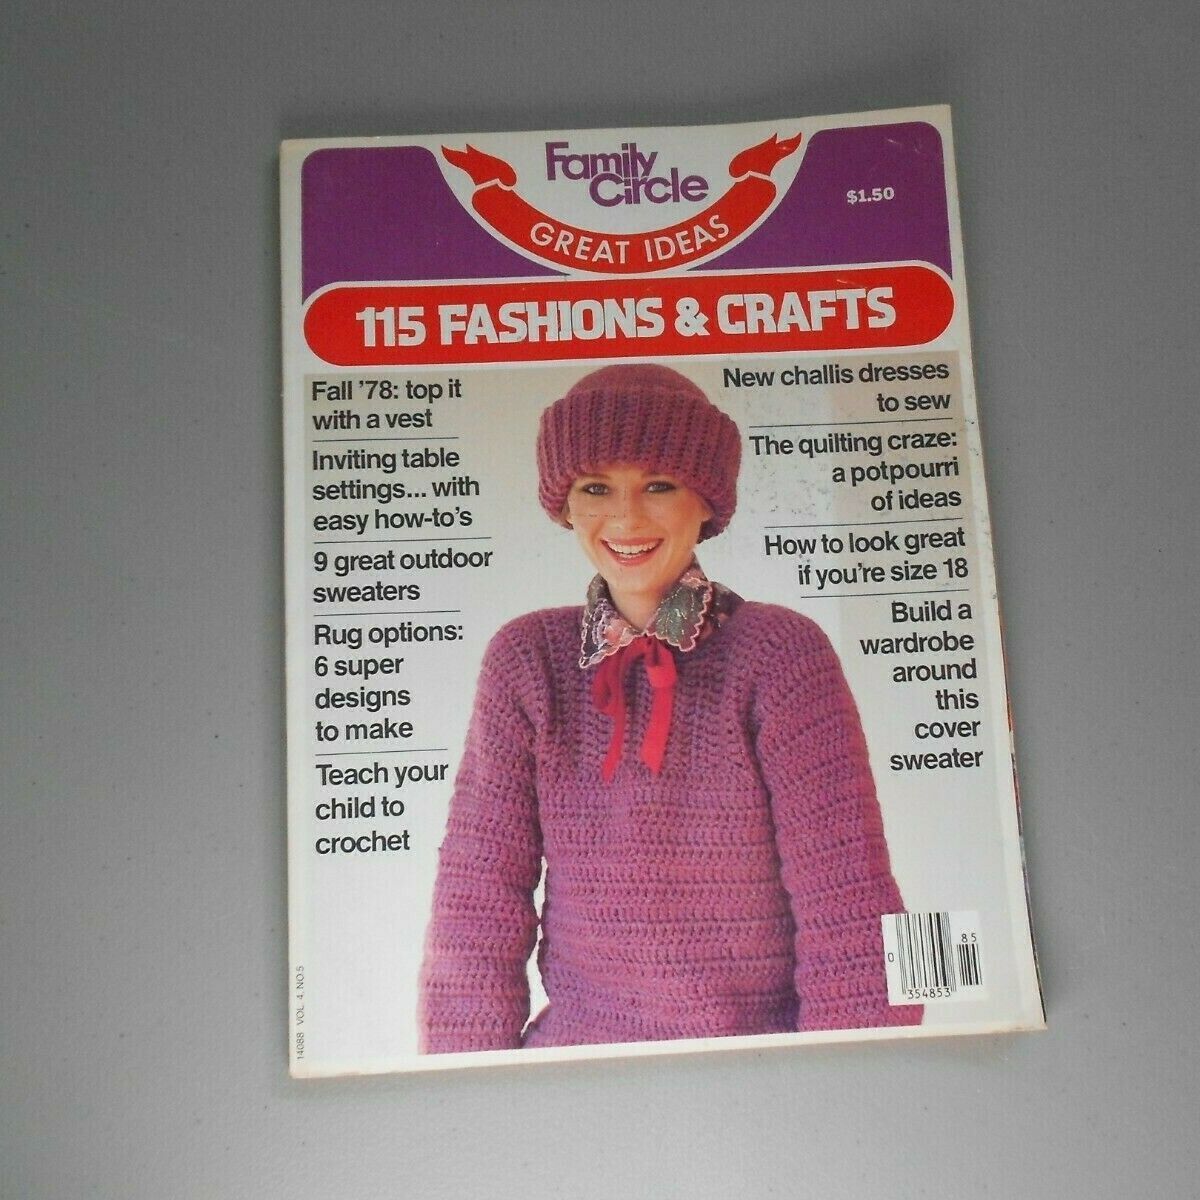 Family
Circle
$1.50
GREAT IDEAS
115 FASHIONS & CRAFTS
Fall '78: top it
with a vest
Inviting table
settings... with
easy how-to's
9 great outdoor
sweaters
Rug options:
6 super
designs
to make
Teach your
child to
crochet
New challis dresses
to sew
The quilting craze:
a potpourri
of ideas
How to look great
if you're size 18
Build a
wardrobe
around
this
cover
sweater
14088 VOL. 4, NO.5
85
0
354853